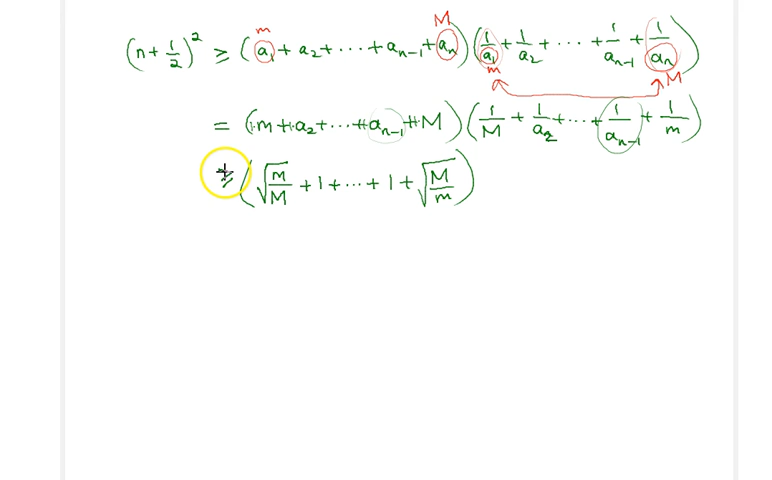 m M
(n + 1/2)² ≥ (a₁ + a₂ + ··· + aₙ₋₁ + aₙ)(1/a₁ + 1/a₂ + ··· + 1/aₙ₋₁ + 1/aₙ)
m M
= (m + a₂ + ··· + aₙ₋₁ + M)(1/M + 1/a₂ + ··· + 1/aₙ₋₁ + 1/m)
≥ (√(m/M) + 1 + ··· + 1 + √(M/m))